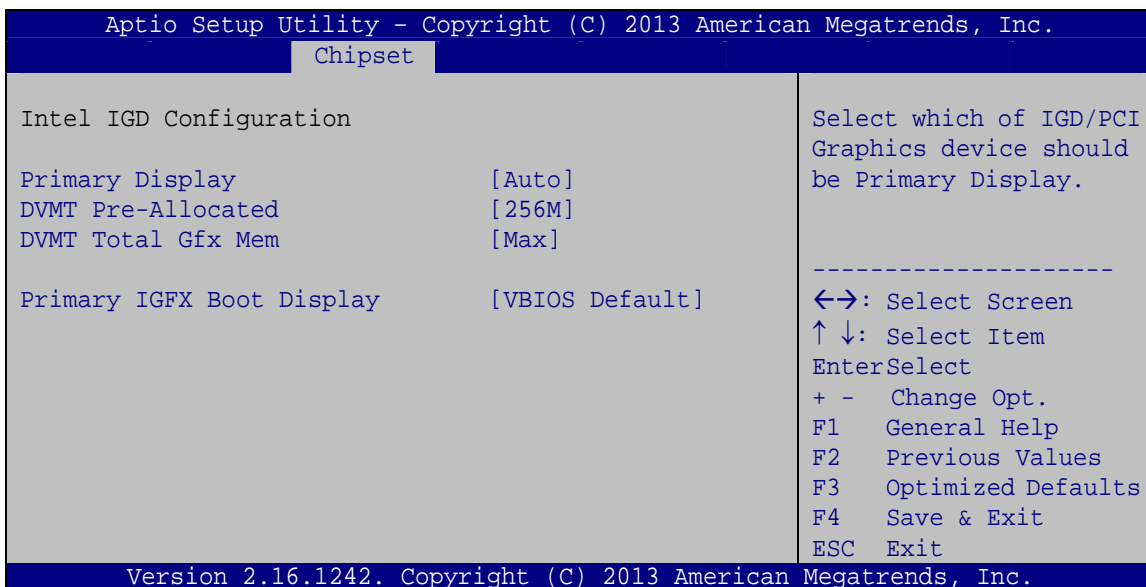 Aptio Setup Utility – Copyright (C) 2013 American Megatrends, Inc.
Chipset
Intel IGD Configuration
Primary Display [Auto]
DVMT Pre-Allocated [256M]
DVMT Total Gfx Mem [Max]
Primary IGFX Boot Display [VBIOS Default]
Select which of IGD/PCI
Graphics device should
be Primary Display.
---------------------
←→: Select Screen
↑ ↓: Select Item
EnterSelect
+ - Change Opt.
F1 General Help
F2 Previous Values
F3 Optimized Defaults
F4 Save & Exit
ESC Exit
Version 2.16.1242. Copyright (C) 2013 American Megatrends, Inc.